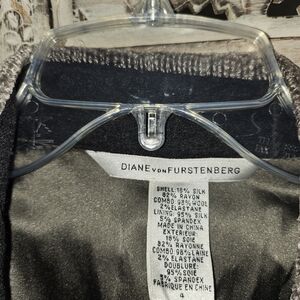 DIANE VON FURSTENBERG
SHELL: 18% SILK
82% RAYON
COMBO 98% WOOL
2% ELASTANE
LINING: 95% SILK
5% SPANDEX
MADE IN CHINA
EXTERIEUR:
18% SOIE
82% RAYONNE
COMBO 98% LAINE
2% ELASTANE
DOUBLURE:
95% SOIE
5% SPANDEX
FABRIQUE EN CHINE
4